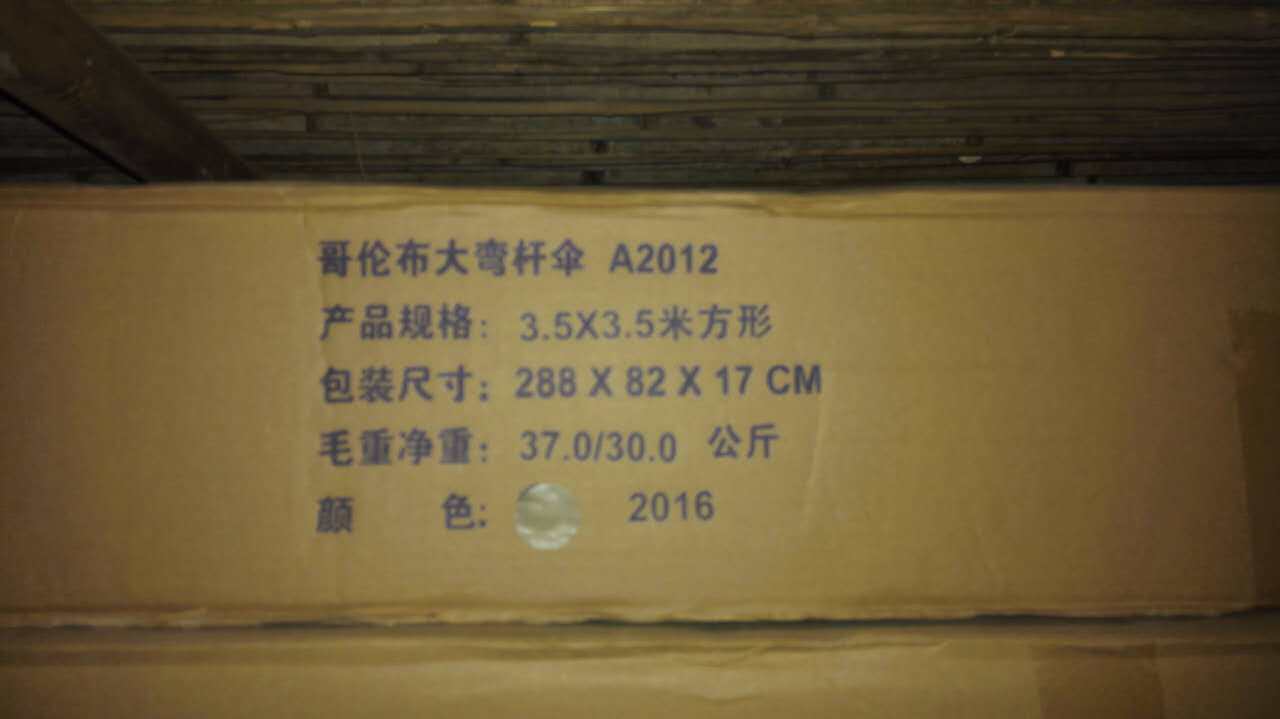 哥伦布大弯杆伞 A2012
产品规格: 3.5X3.5米方形
包装尺寸: 288 X 82 X 17 CM
毛重净重: 37.0/30.0 公斤
颜 色: 2016